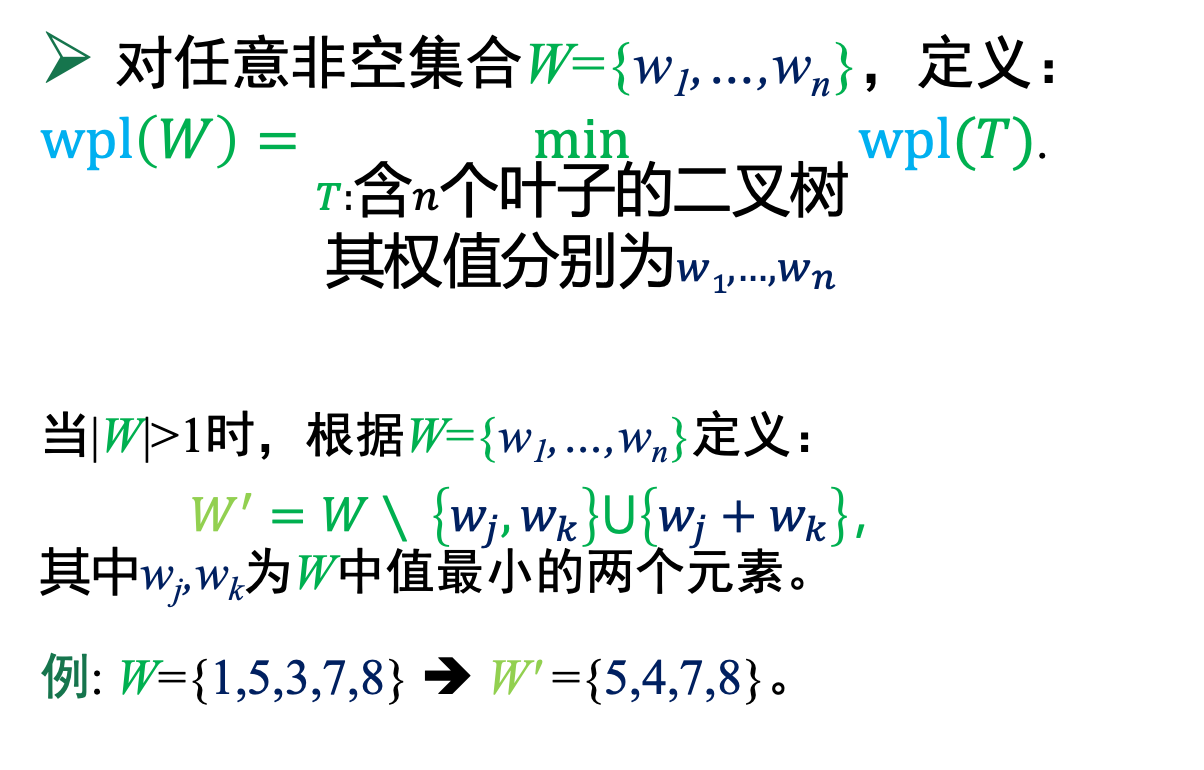 ➢ 对任意非空集合W={w₁,…,wₙ}，定义：
wpl(W) = min wpl(T).
T:含n个叶子的二叉树
其权值分别为w₁,…,wₙ
当|W|>1时，根据W={w₁,…,wₙ}定义：
W′ = W \ {wⱼ, wₖ}∪{wⱼ + wₖ},
其中wⱼ,wₖ为W中值最小的两个元素。
例: W={1,5,3,7,8} ➔ W′={5,4,7,8}。